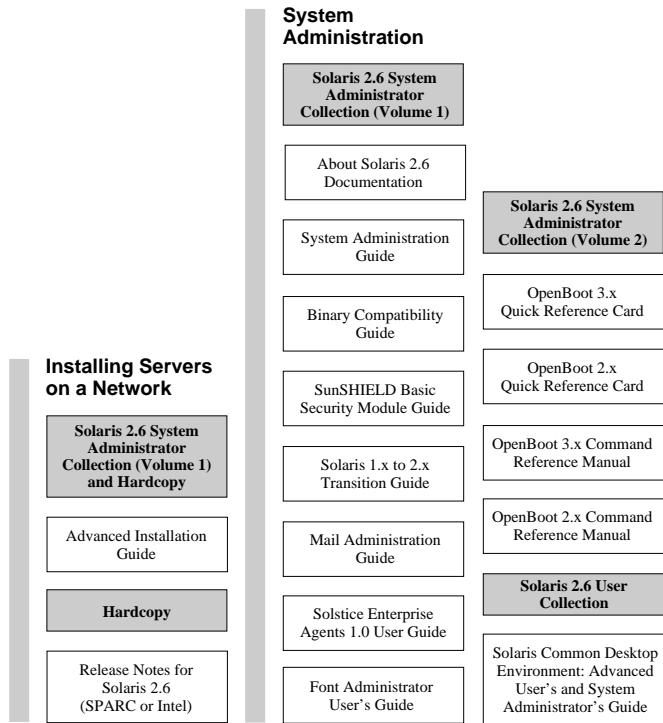 Installing Servers
on a Network
Solaris 2.6 System
Administrator
Collection (Volume 1)
and Hardcopy
Advanced Installation
Guide
Hardcopy
Release Notes for
Solaris 2.6
(SPARC or Intel)
System
Administration
Solaris 2.6 System
Administrator
Collection (Volume 1)
About Solaris 2.6
Documentation
System Administration
Guide
Binary Compatibility
Guide
SunSHIELD Basic
Security Module Guide
Solaris 1.x to 2.x
Transition Guide
Mail Administration
Guide
Solstice Enterprise
Agents 1.0 User Guide
Font Administrator
User's Guide
Solaris 2.6 System
Administrator
Collection (Volume 2)
OpenBoot 3.x
Quick Reference Card
OpenBoot 2.x
Quick Reference Card
OpenBoot 3.x Command
Reference Manual
OpenBoot 2.x Command
Reference Manual
Solaris 2.6 User
Collection
Solaris Common Desktop
Environment: Advanced
User's and System
Administrator's Guide